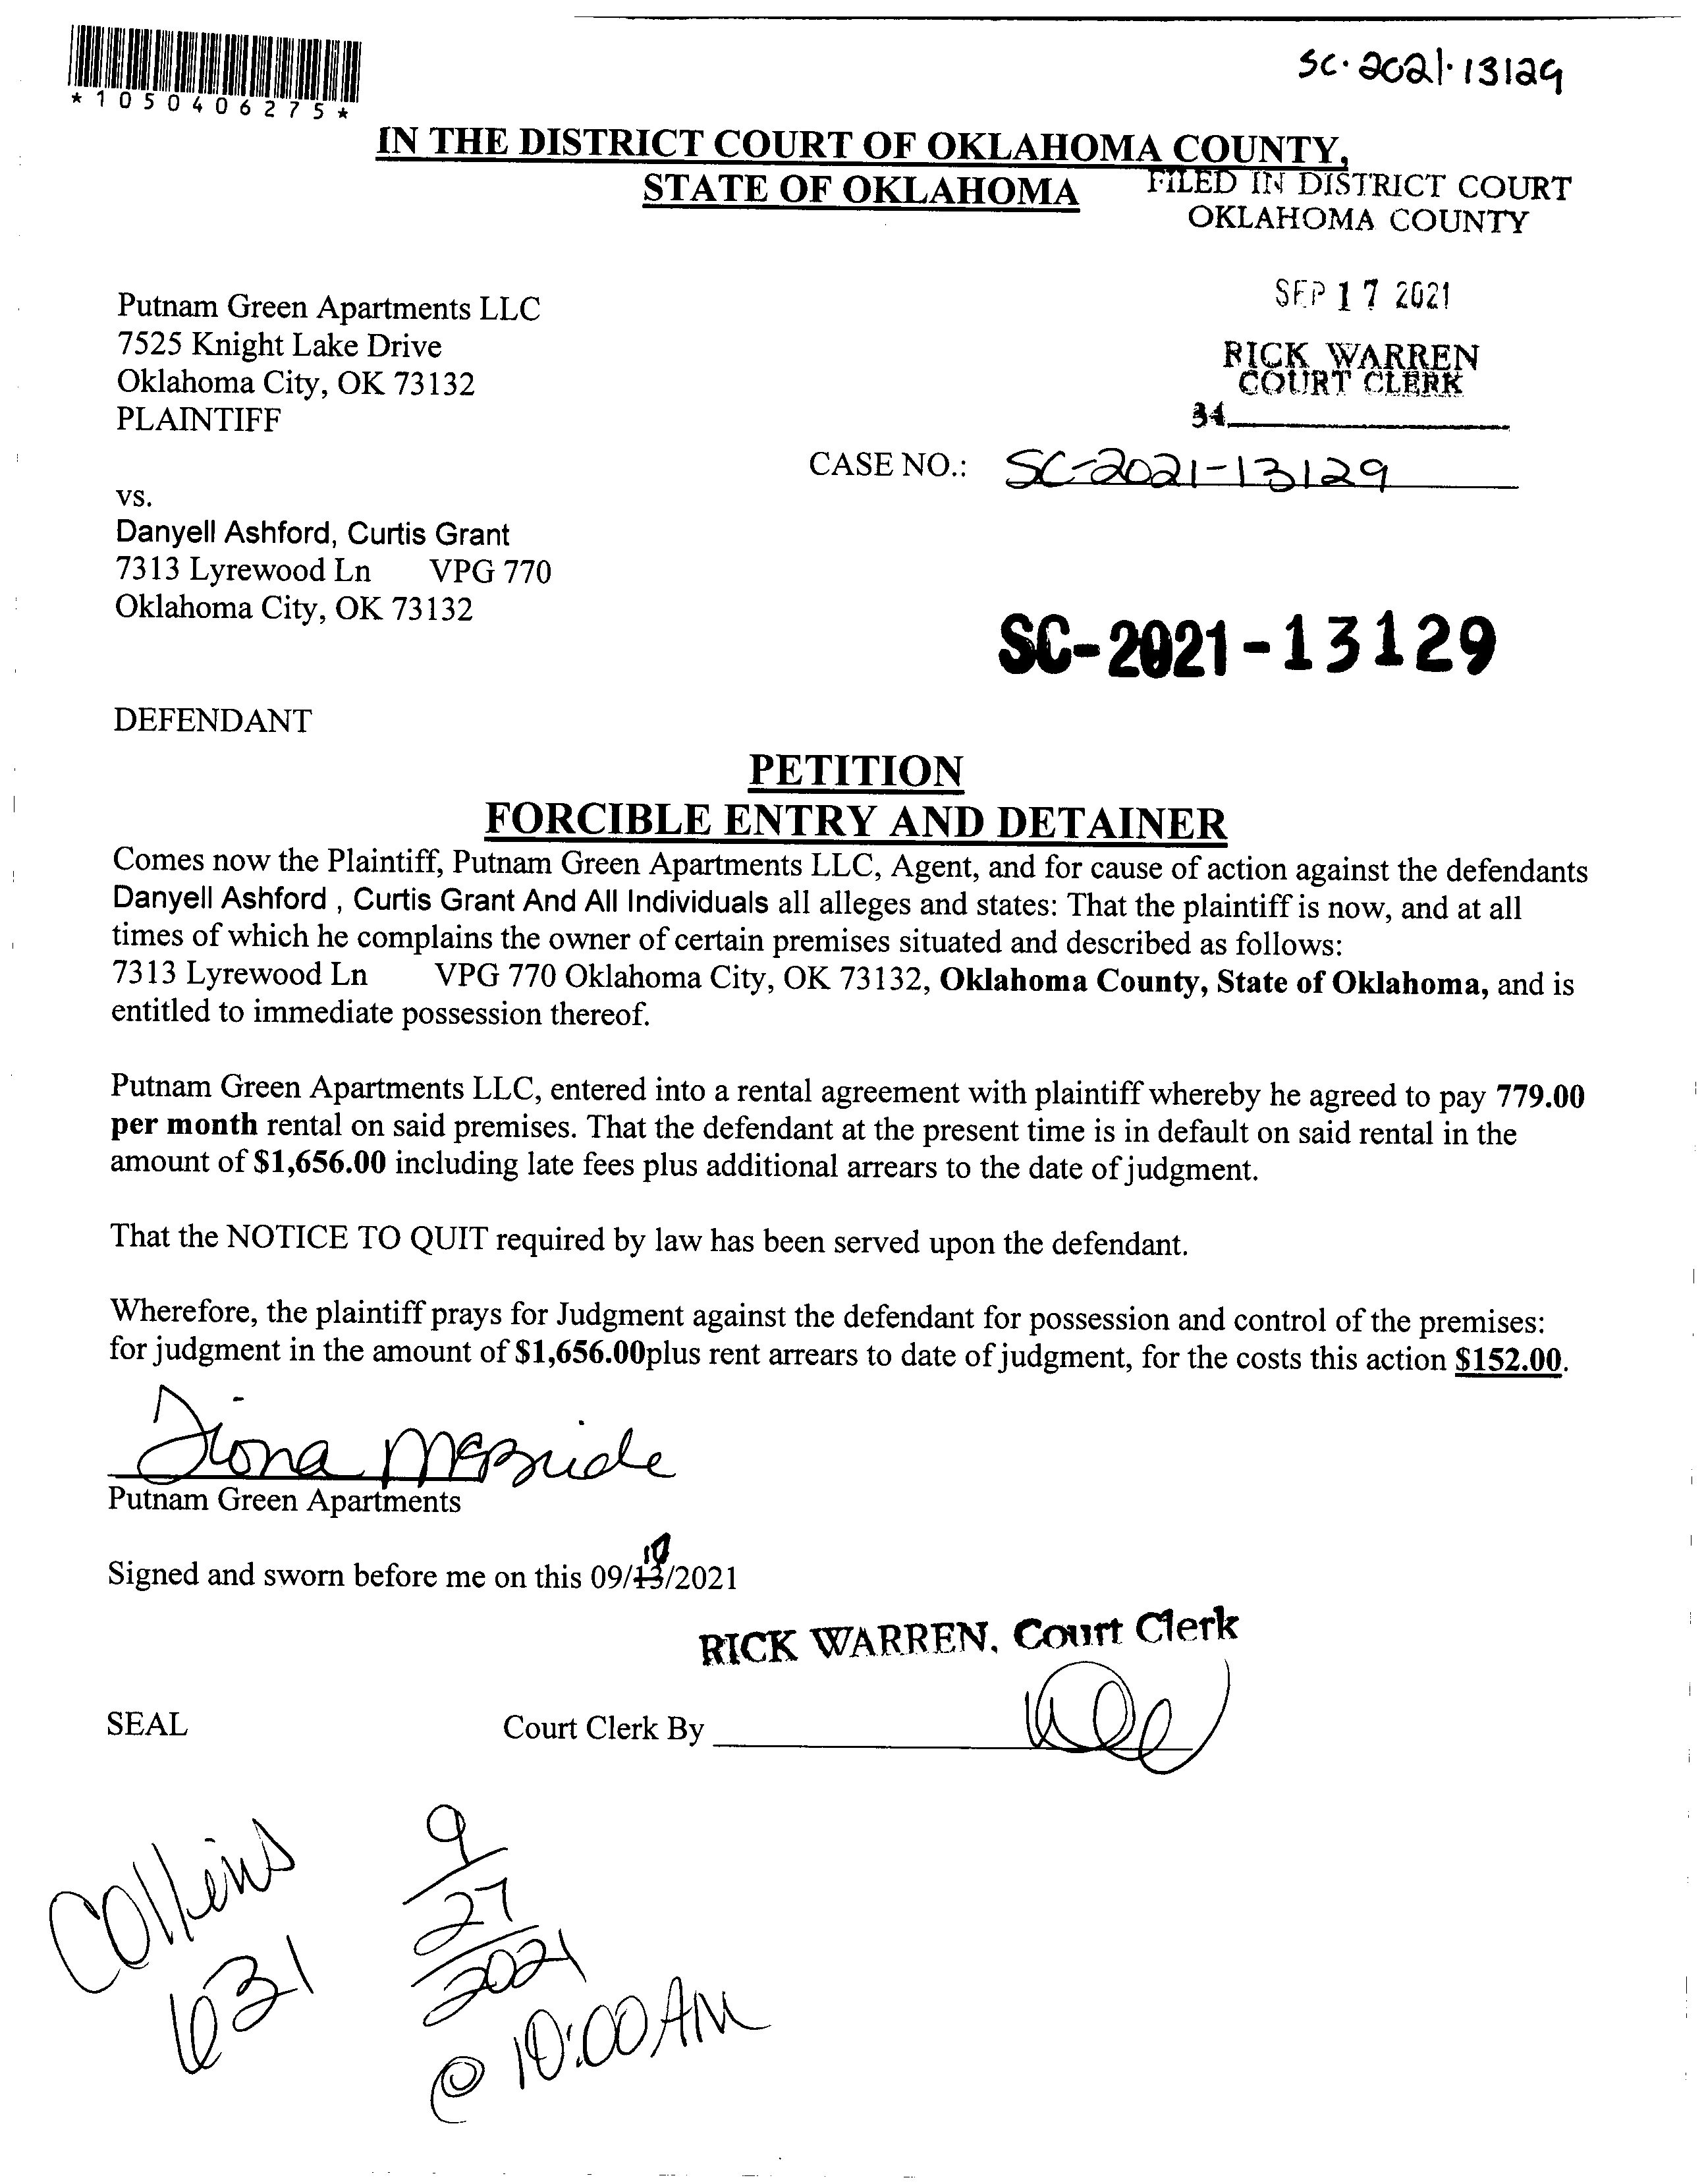 SC·2021·13129
*1050406275*
IN THE DISTRICT COURT OF OKLAHOMA COUNTY,
STATE OF OKLAHOMA
FILED IN DISTRICT COURT
OKLAHOMA COUNTY
SEP 17 2021
RICK WARREN
COURT CLERK
34
Putnam Green Apartments LLC
7525 Knight Lake Drive
Oklahoma City, OK 73132
PLAINTIFF
CASE NO.: SC-2021-13129
vs.
Danyell Ashford, Curtis Grant
7313 Lyrewood Ln VPG 770
Oklahoma City, OK 73132
SC-2021-13129
DEFENDANT
PETITION
FORCIBLE ENTRY AND DETAINER
Comes now the Plaintiff, Putnam Green Apartments LLC, Agent, and for cause of action against the defendants
Danyell Ashford , Curtis Grant And All Individuals all alleges and states: That the plaintiff is now, and at all
times of which he complains the owner of certain premises situated and described as follows:
7313 Lyrewood Ln VPG 770 Oklahoma City, OK 73132, Oklahoma County, State of Oklahoma, and is
entitled to immediate possession thereof.
Putnam Green Apartments LLC, entered into a rental agreement with plaintiff whereby he agreed to pay 779.00
per month rental on said premises. That the defendant at the present time is in default on said rental in the
amount of $1,656.00 including late fees plus additional arrears to the date of judgment.
That the NOTICE TO QUIT required by law has been served upon the defendant.
Wherefore, the plaintiff prays for Judgment against the defendant for possession and control of the premises:
for judgment in the amount of $1,656.00plus rent arrears to date of judgment, for the costs this action $152.00.
Fiona McBride
Putnam Green Apartments
Signed and sworn before me on this 09/13/2021
RICK WARREN, Court Clerk
SEAL
Court Clerk By
Collins
631
9
27
2021
@ 10:00 AM